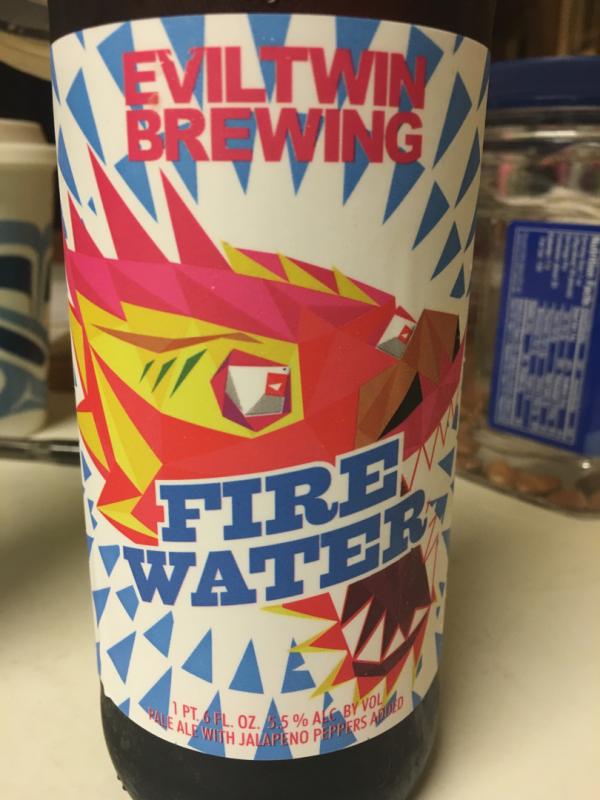 EVILTWIN
BREWING
FIRE
WATER
1 PT. 6 FL. OZ. 5.5 % ALC. BY VOL
PALE ALE WITH JALAPENO PEPPERS ADDED